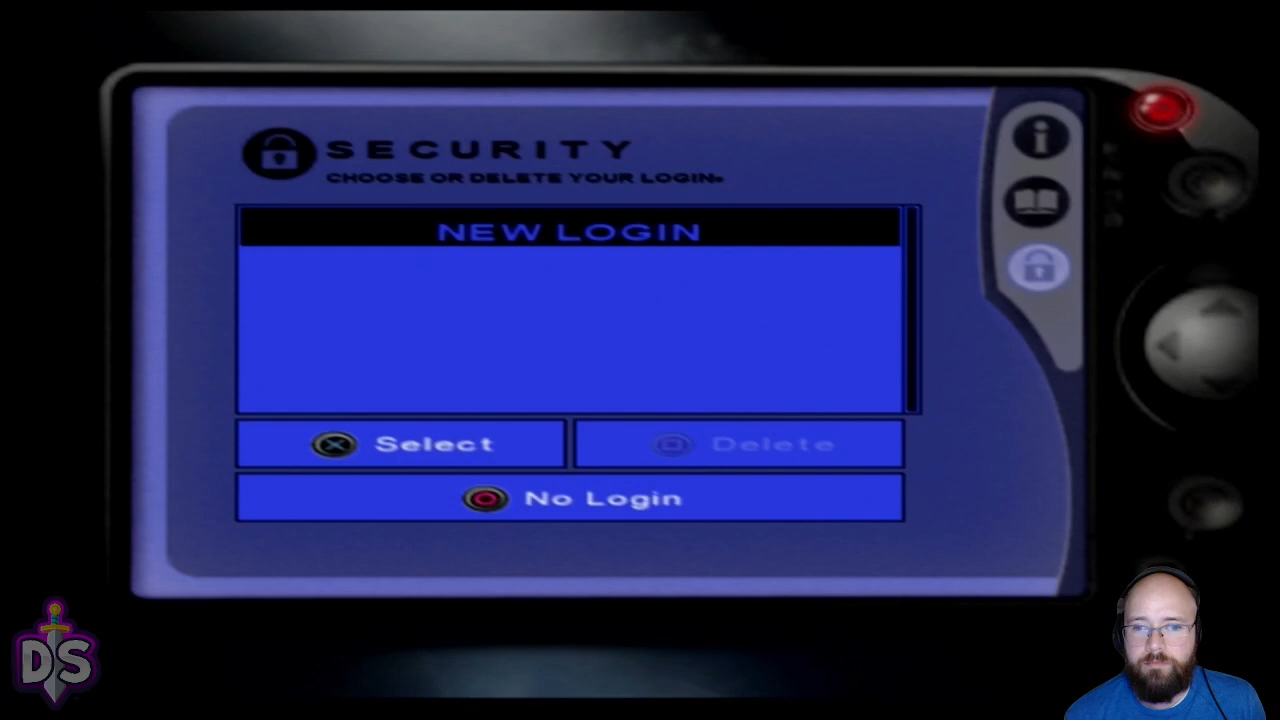 SECURITY
CHOOSE OR DELETE YOUR LOGIN.
NEW LOGIN
Select
Delete
No Login
DS